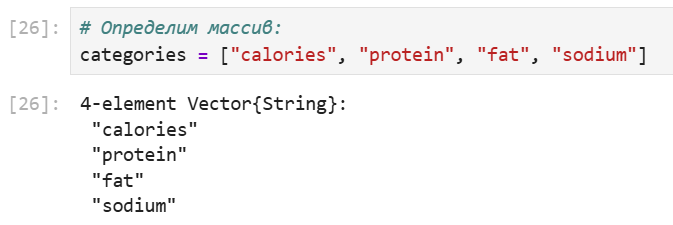 [26]: # Определим массив:
categories = ["calories", "protein", "fat", "sodium"]
[26]: 4-element Vector{String}:
"calories"
"protein"
"fat"
"sodium"